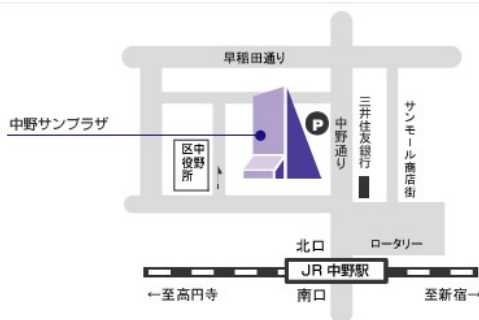 早稲田通り
中野サンプラザ
中野区役所
P
中野通り
三井住友銀行
サンモール商店街
北口
ロータリー
JR 中野駅
←至高円寺
南口
至新宿→